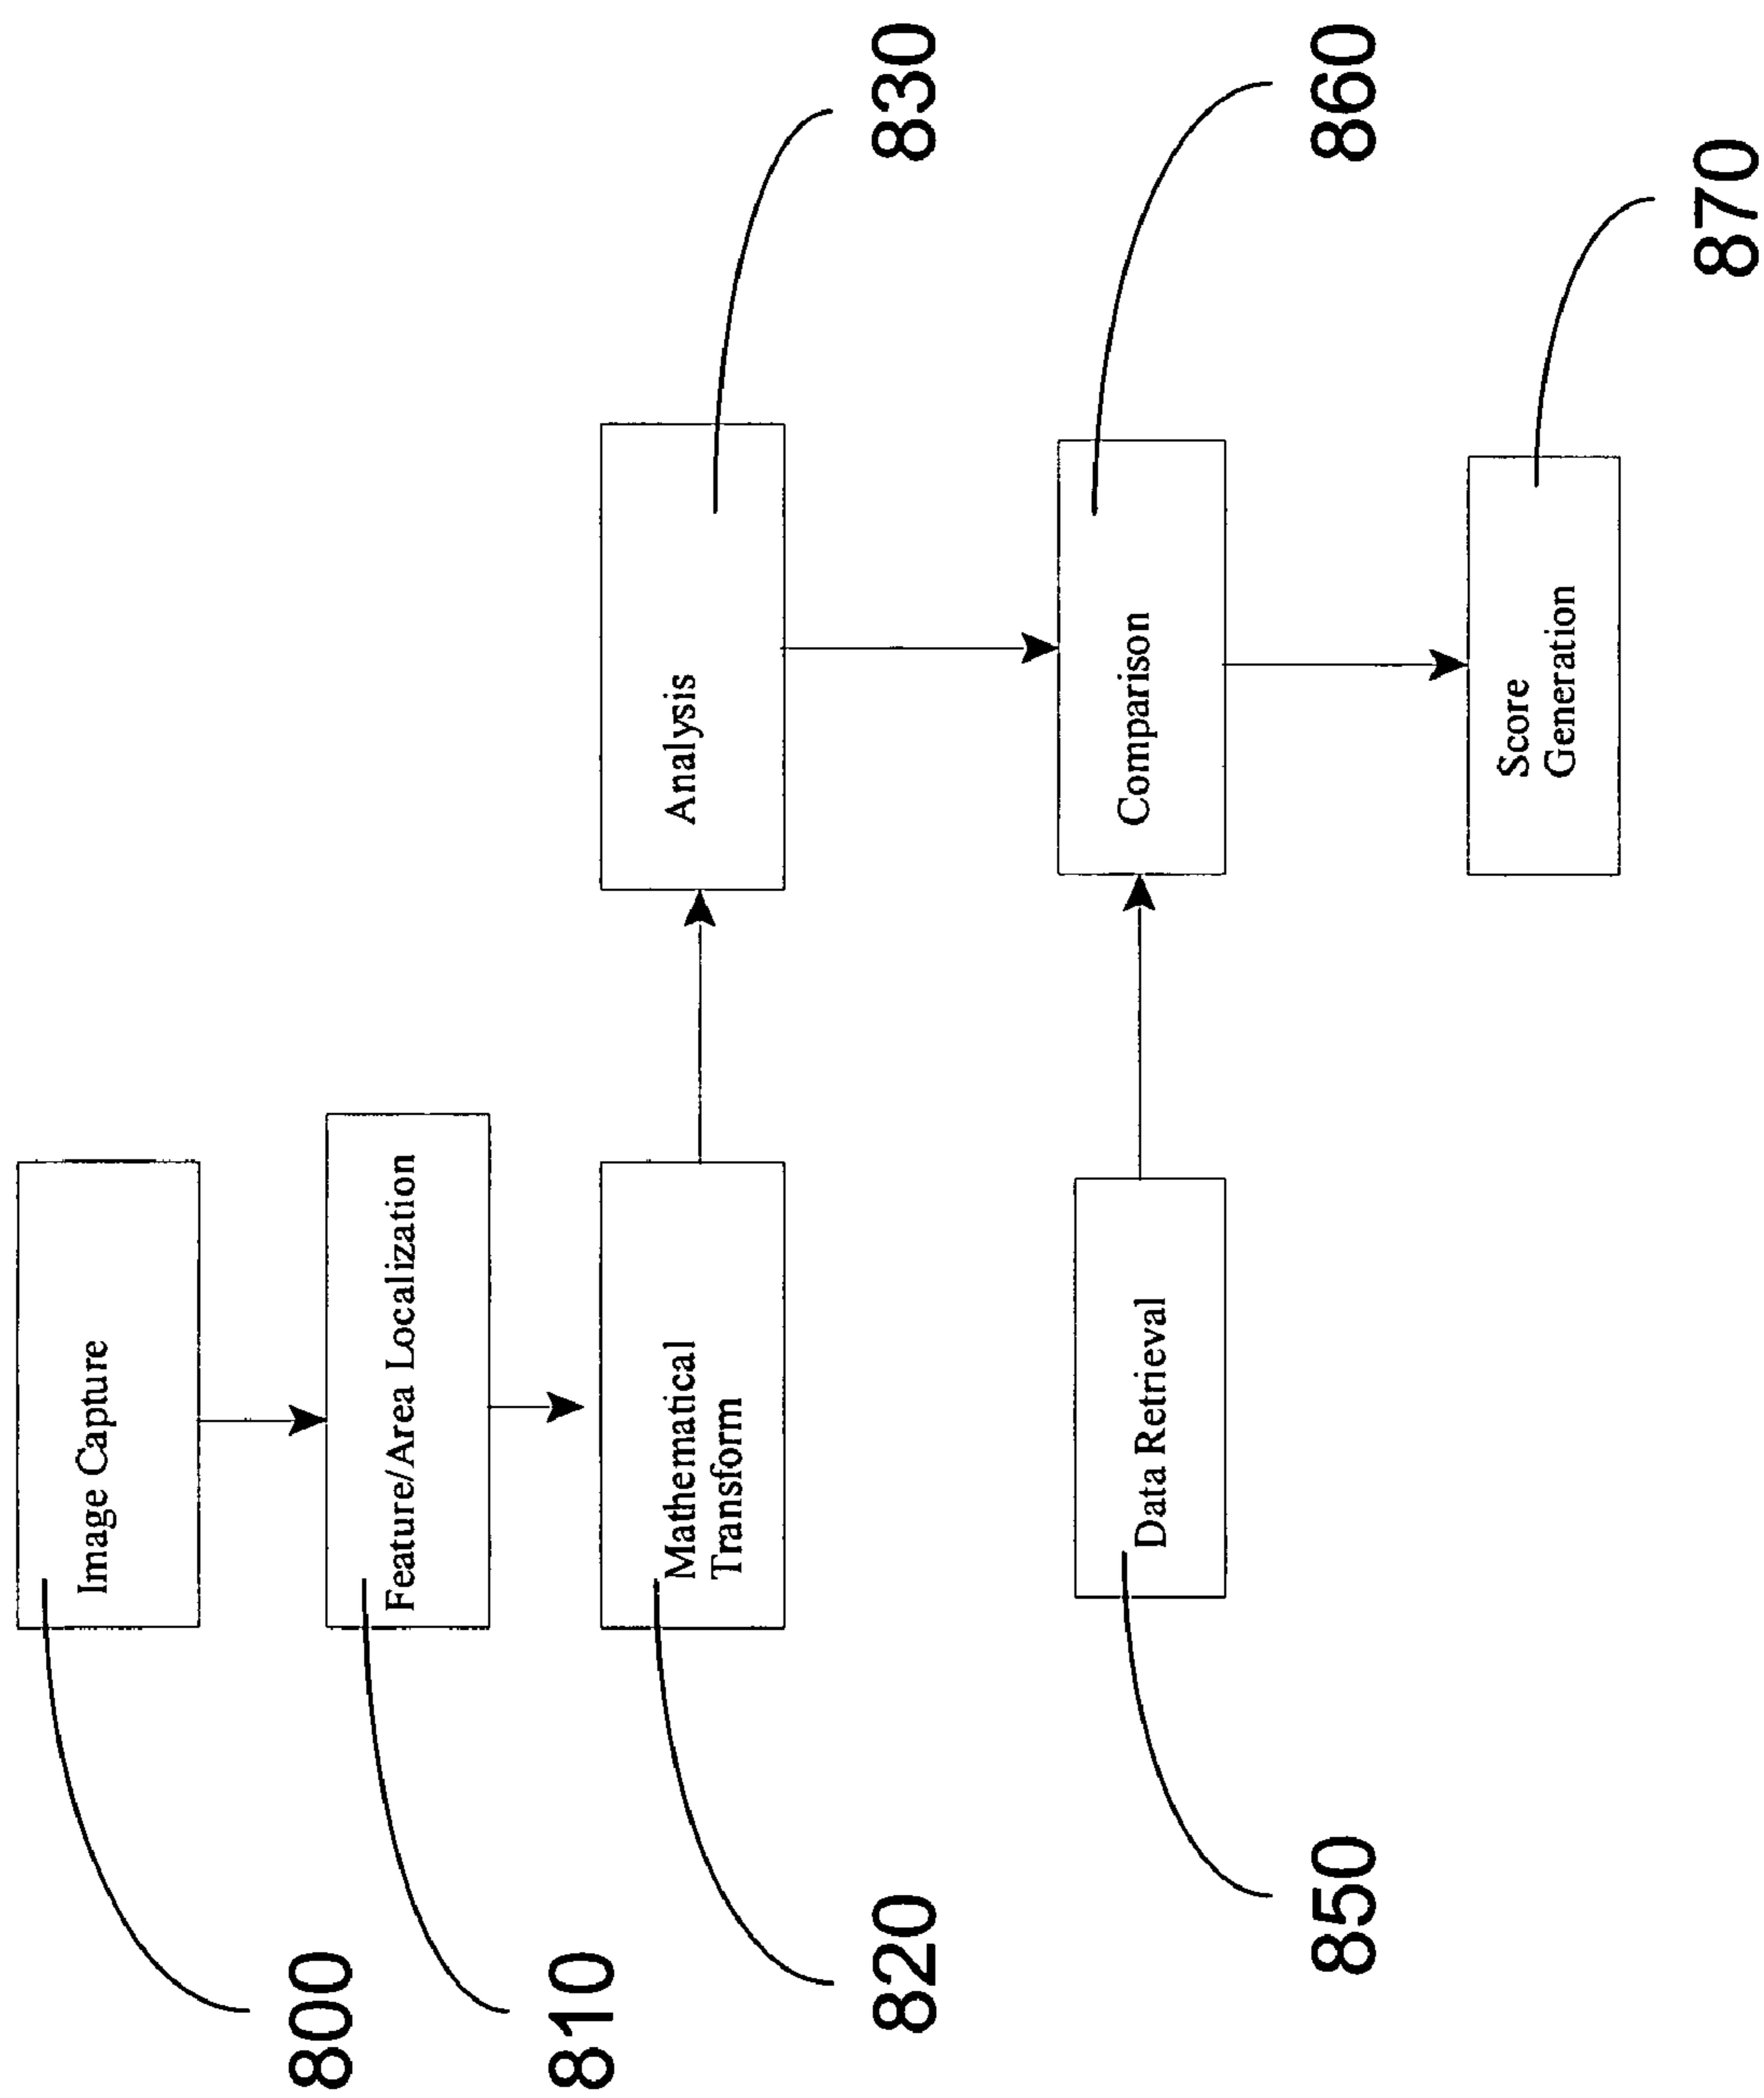 Image Capture
800
Feature/Area Localization
810
Mathematical
Transform
820
Analysis
830
Data Retrieval
850
Comparison
860
Score
Generation
870